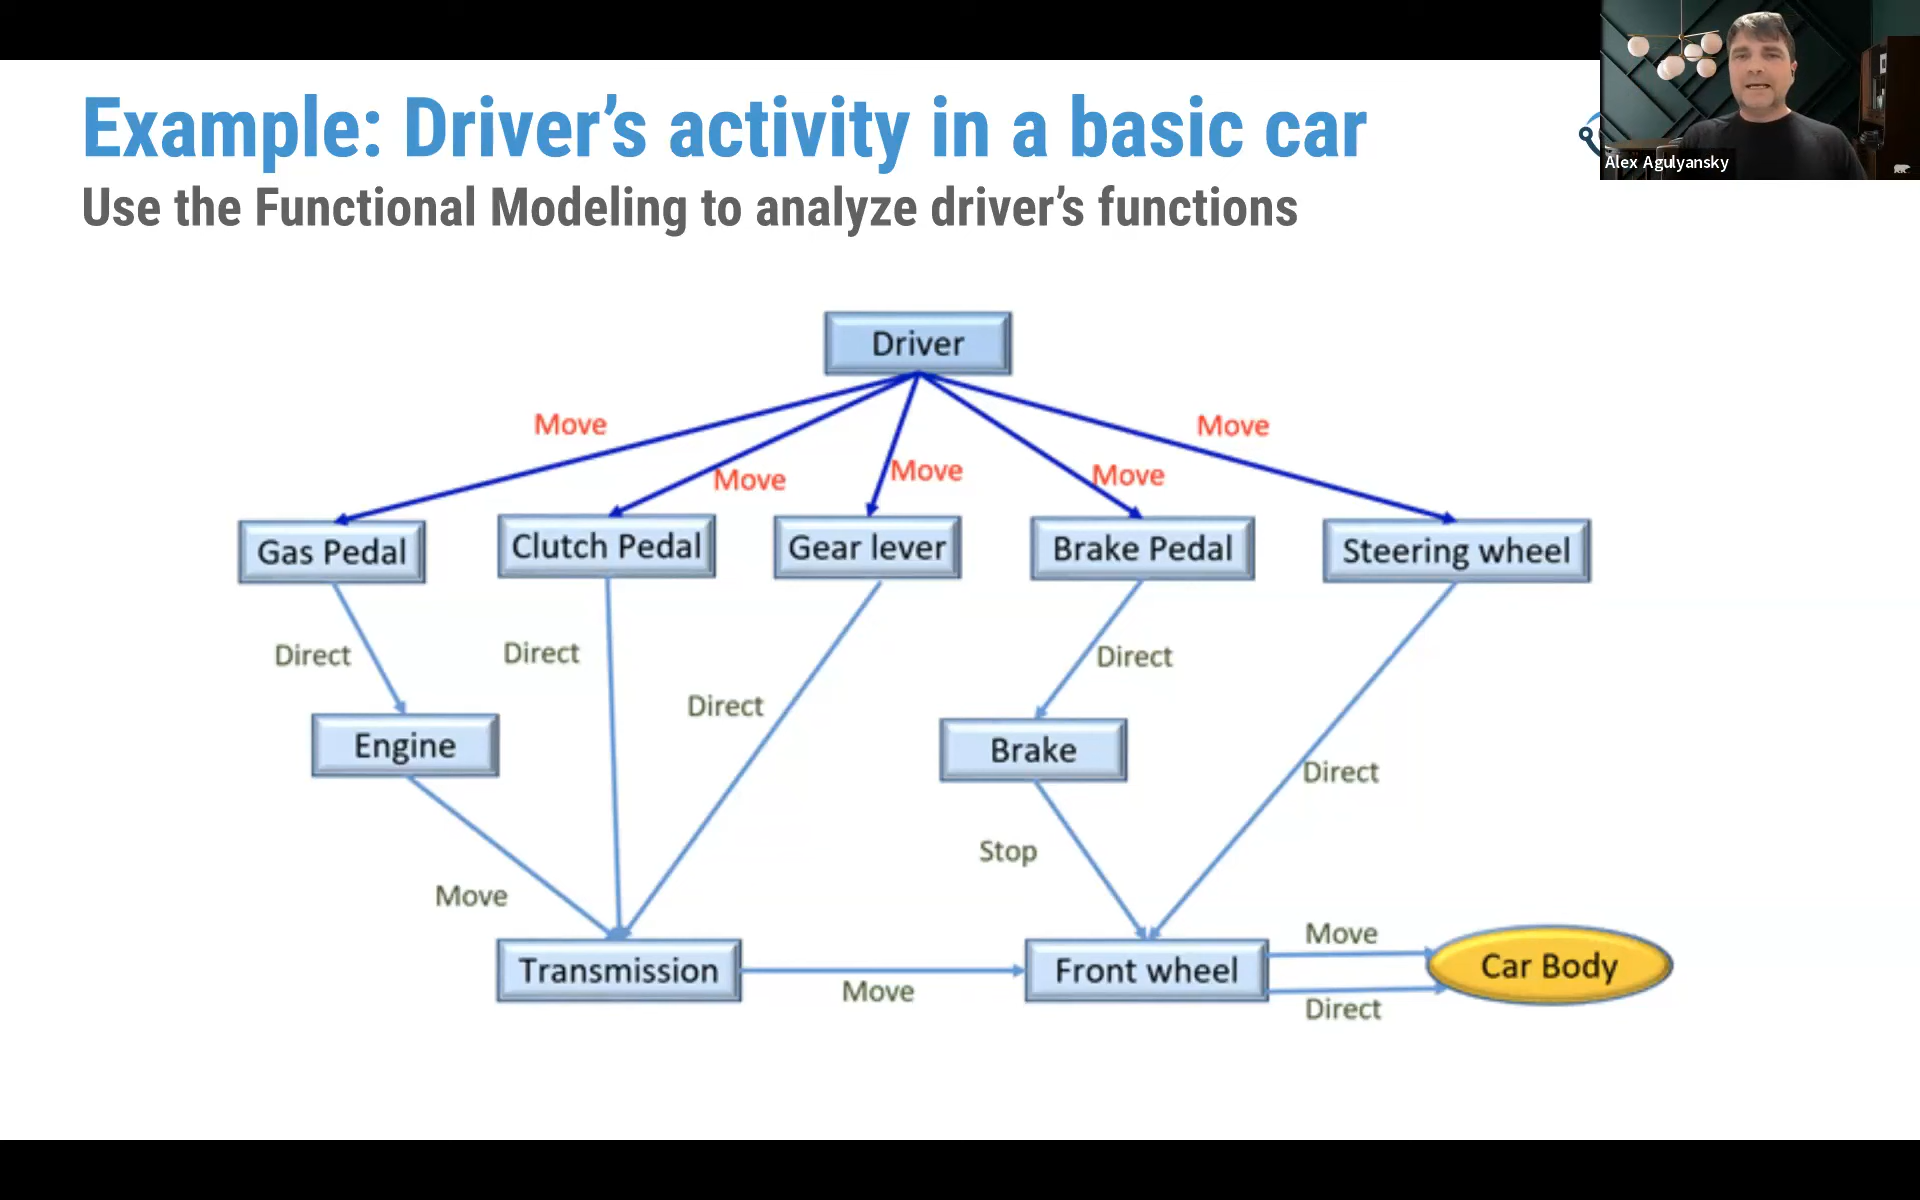 Example: Driver’s activity in a basic car
Use the Functional Modeling to analyze driver’s functions
Alex Agulyansky
Driver
Move
Move
Move
Move
Move
Gas Pedal
Clutch Pedal
Gear lever
Brake Pedal
Steering wheel
Direct
Direct
Direct
Direct
Direct
Engine
Brake
Stop
Move
Transmission
Move
Front wheel
Move
Direct
Car Body